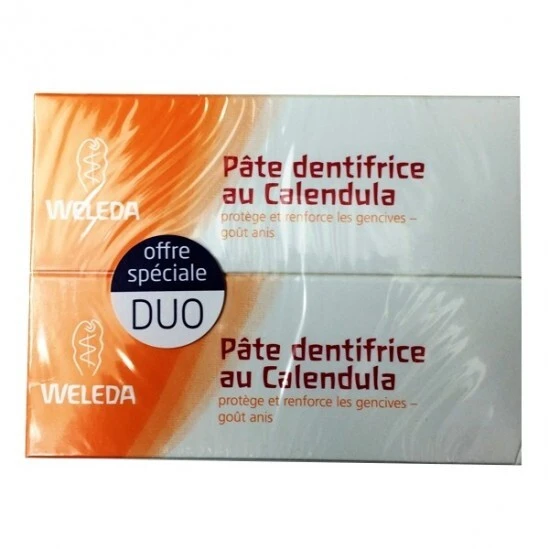 WELEDA
Pâte dentifrice
au Calendula
protège et renforce les gencives –
goût anis
offre
spéciale
DUO
WELEDA
Pâte dentifrice
au Calendula
protège et renforce les gencives –
goût anis